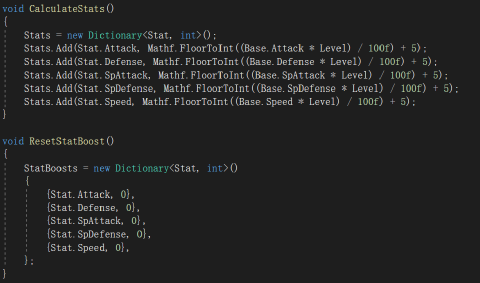 void CalculateStats()
{
Stats = new Dictionary<Stat, int>();
Stats.Add(Stat.Attack, Mathf.FloorToInt((Base.Attack * Level) / 100f) + 5);
Stats.Add(Stat.Defense, Mathf.FloorToInt((Base.Defense * Level) / 100f) + 5);
Stats.Add(Stat.SpAttack, Mathf.FloorToInt((Base.SpAttack * Level) / 100f) + 5);
Stats.Add(Stat.SpDefense, Mathf.FloorToInt((Base.SpDefense * Level) / 100f) + 5);
Stats.Add(Stat.Speed, Mathf.FloorToInt((Base.Speed * Level) / 100f) + 5);
}
void ResetStatBoost()
{
StatBoosts = new Dictionary<Stat, int>()
{
{Stat.Attack, 0},
{Stat.Defense, 0},
{Stat.SpAttack, 0},
{Stat.SpDefense, 0},
{Stat.Speed, 0},
};
}